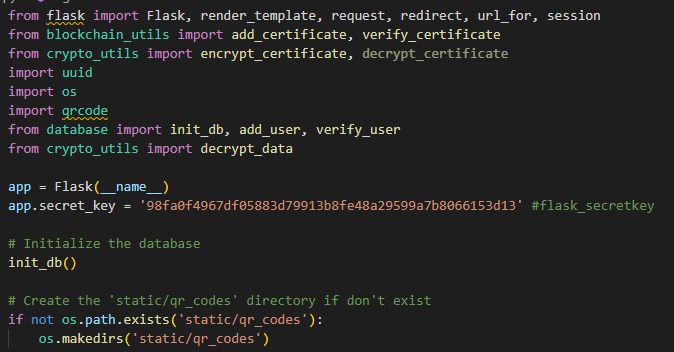 from flask import Flask, render_template, request, redirect, url_for, session
from blockchain_utils import add_certificate, verify_certificate
from crypto_utils import encrypt_certificate, decrypt_certificate
import uuid
import os
import qrcode
from database import init_db, add_user, verify_user
from crypto_utils import decrypt_data

app = Flask(__name__)
app.secret_key = '98fa0f4967df05883d79913b8fe48a29599a7b8066153d13' #flask_secretkey

# Initialize the database
init_db()

# Create the 'static/qr_codes' directory if don't exist
if not os.path.exists('static/qr_codes'):
    os.makedirs('static/qr_codes')